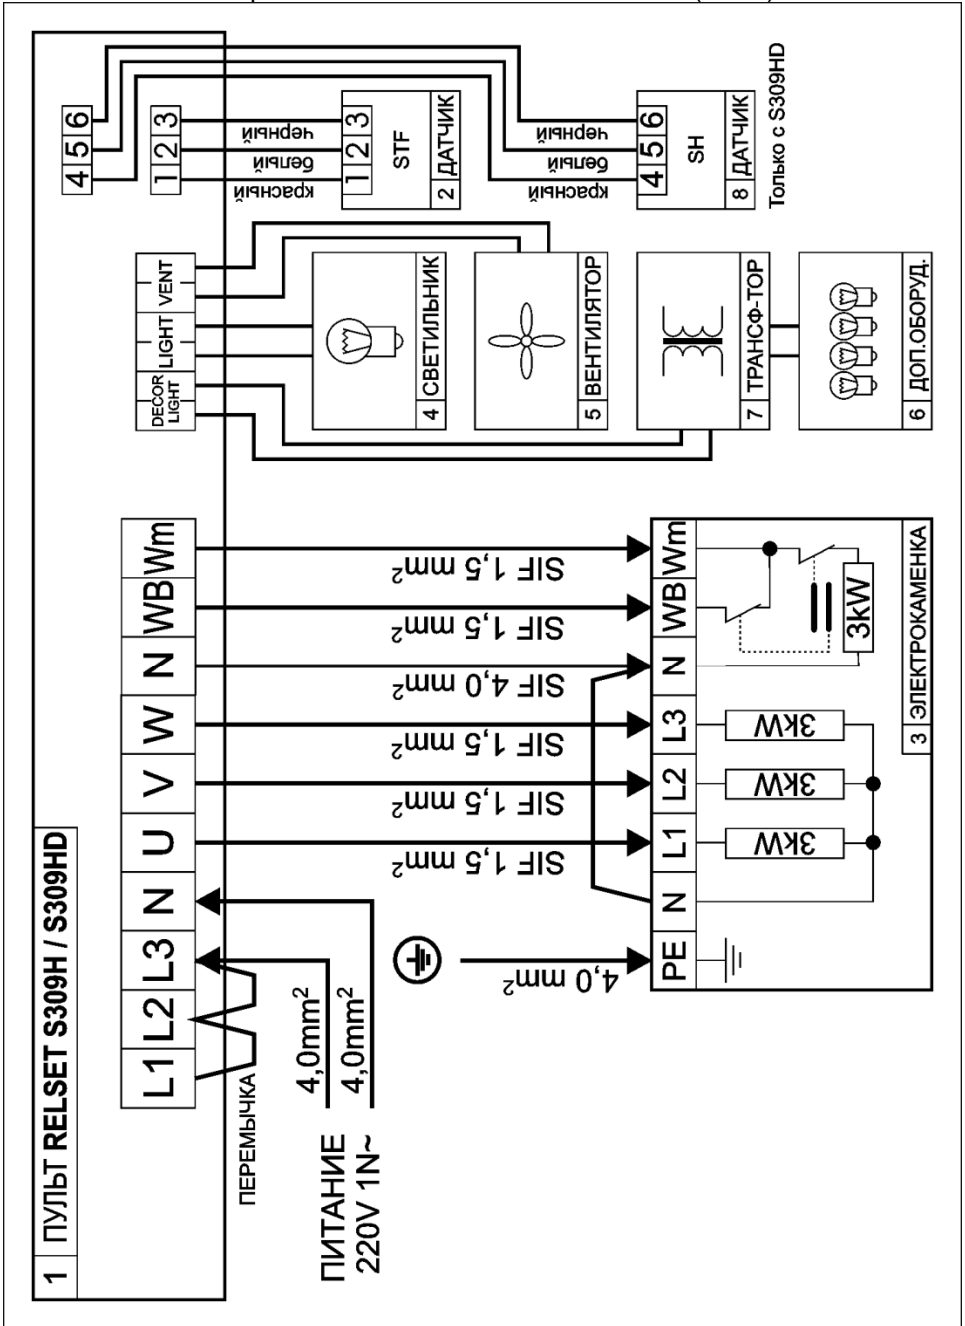 1 ПУЛЬТ RELSET S309H / S309HD
L1 L2 L3 N U V W N WB Wm
DECOR LIGHT
LIGHT
VENT
1 2 3
4 5 6
ПЕРЕМЫЧКА
ПИТАНИЕ
220V 1N~
4,0mm²
4,0mm²
4,0 mm²
SIF 1,5 mm²
SIF 1,5 mm²
SIF 1,5 mm²
SIF 4,0 mm²
SIF 1,5 mm²
SIF 1,5 mm²
PE N L1 L2 L3 N WB Wm
3kW
3kW
3kW
3kW
3 ЭЛЕКТРОКАМЕНКА
4 СВЕТИЛЬНИК
5 ВЕНТИЛЯТОР
7 ТРАНСФ-ТОР
6 ДОП.ОБОРУД.
красный
белый
черный
1 2 3
STF
2 ДАТЧИК
красный
белый
черный
4 5 6
SH
8 ДАТЧИК
Только с S309HD